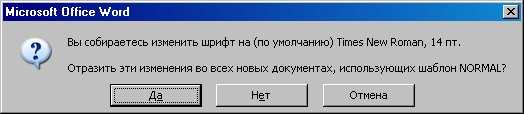 Microsoft Office Word
Вы собираетесь изменить шрифт на (по умолчанию) Times New Roman, 14 пт.
Отразить эти изменения во всех новых документах, использующих шаблон NORMAL?
Да Нет Отмена